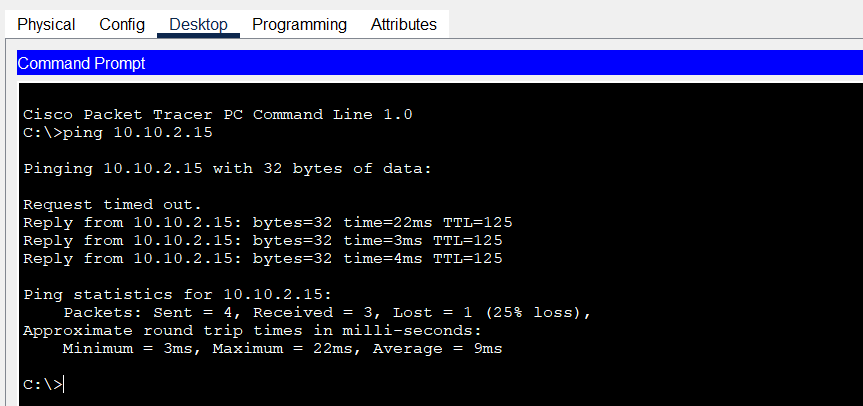 Physical Config Desktop Programming Attributes
Command Prompt
Cisco Packet Tracer PC Command Line 1.0
C:\>ping 10.10.2.15
Pinging 10.10.2.15 with 32 bytes of data:
Request timed out.
Reply from 10.10.2.15: bytes=32 time=22ms TTL=125
Reply from 10.10.2.15: bytes=32 time=3ms TTL=125
Reply from 10.10.2.15: bytes=32 time=4ms TTL=125
Ping statistics for 10.10.2.15:
    Packets: Sent = 4, Received = 3, Lost = 1 (25% loss),
Approximate round trip times in milli-seconds:
    Minimum = 3ms, Maximum = 22ms, Average = 9ms
C:\>